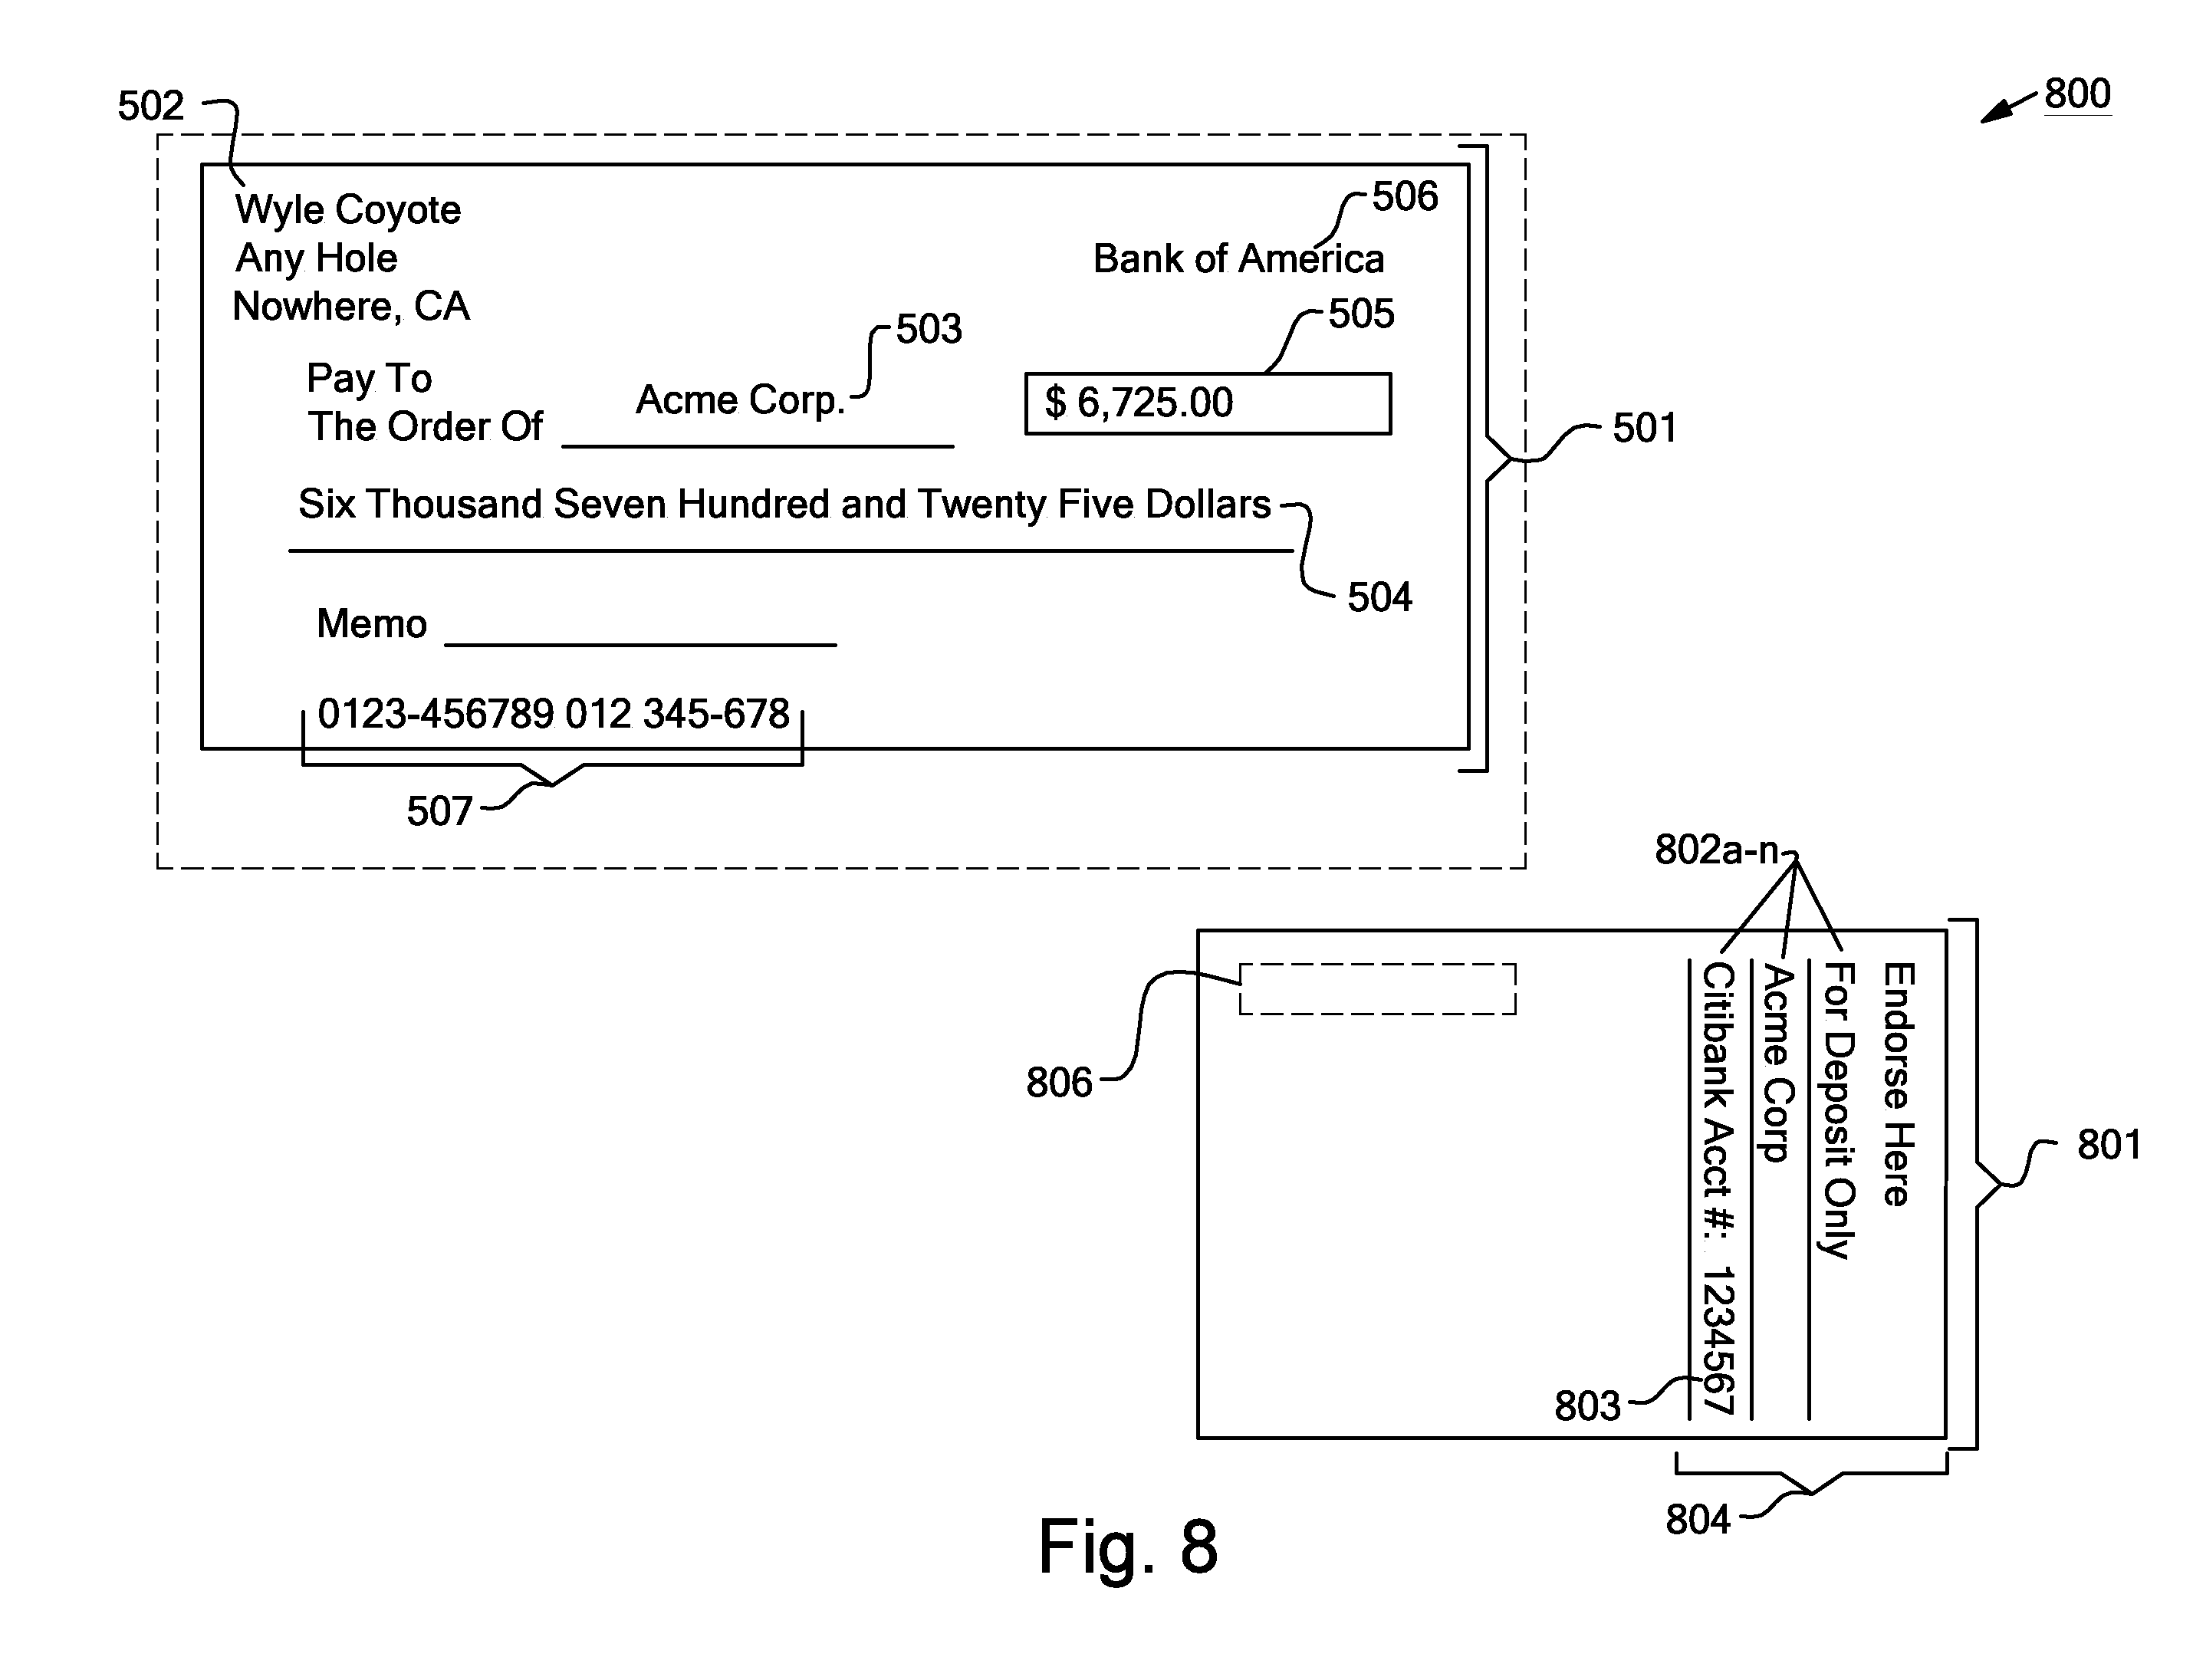 800
502
Wyle Coyote
506
Any Hole
Bank of America
Nowhere, CA
503
505
Pay To
Acme Corp.
$ 6,725.00
The Order Of
501
Six Thousand Seven Hundred and Twenty Five Dollars
504
Memo
0123-456789 012 345-678
507
802a-n
Endorse Here
For Deposit Only
Acme Corp
Citibank Acct #: 1234567
806
801
803
804
Fig. 8